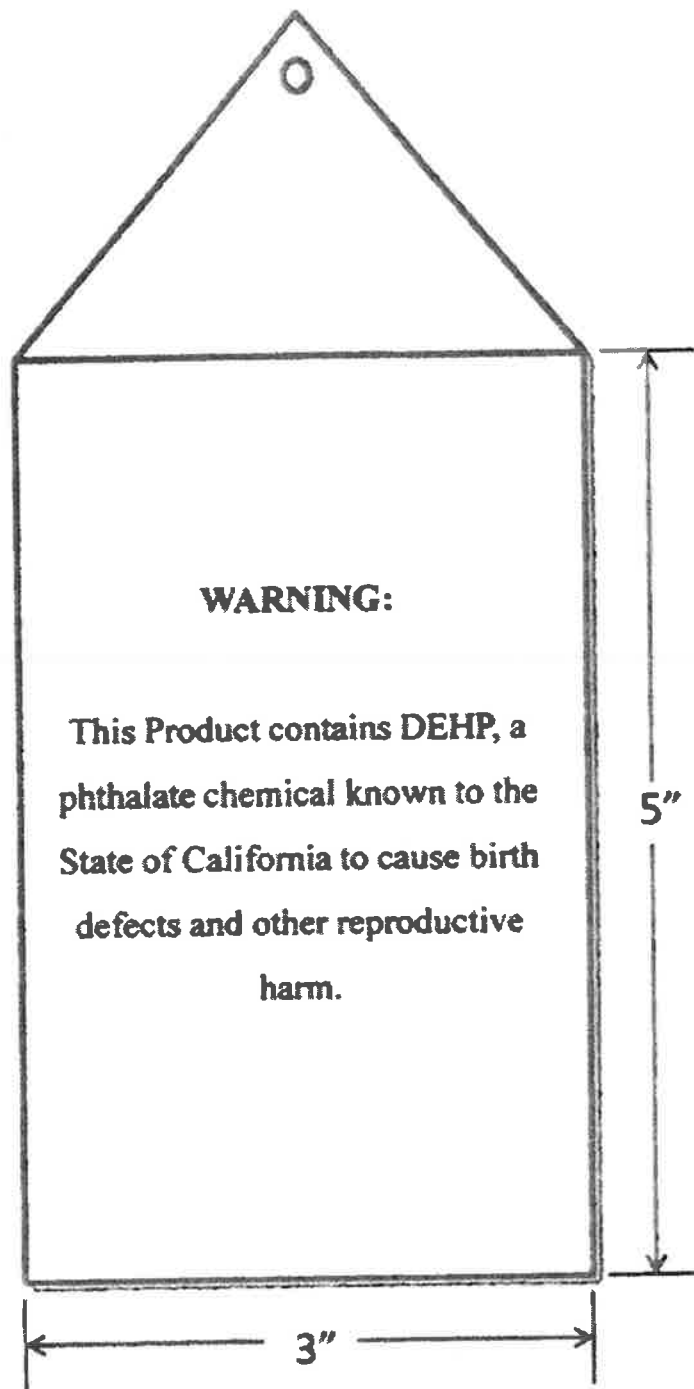 WARNING:
This Product contains DEHP, a
phthalate chemical known to the
State of California to cause birth
defects and other reproductive
harm.
5"
3"